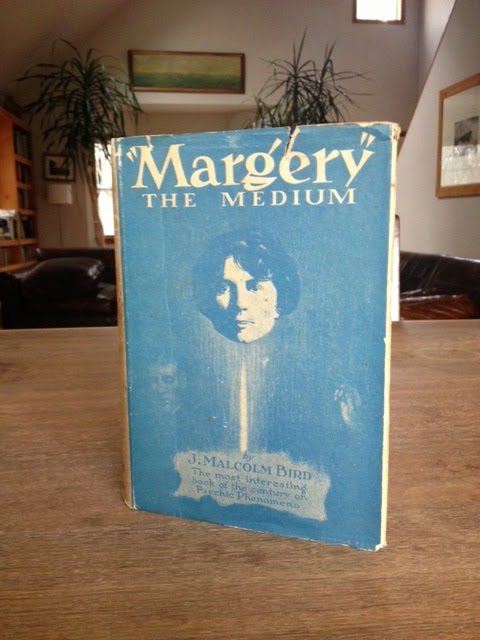 "Margery"
THE MEDIUM
by
J. MALCOLM BIRD
The most interesting
book of the century on
Psychic Phenomena